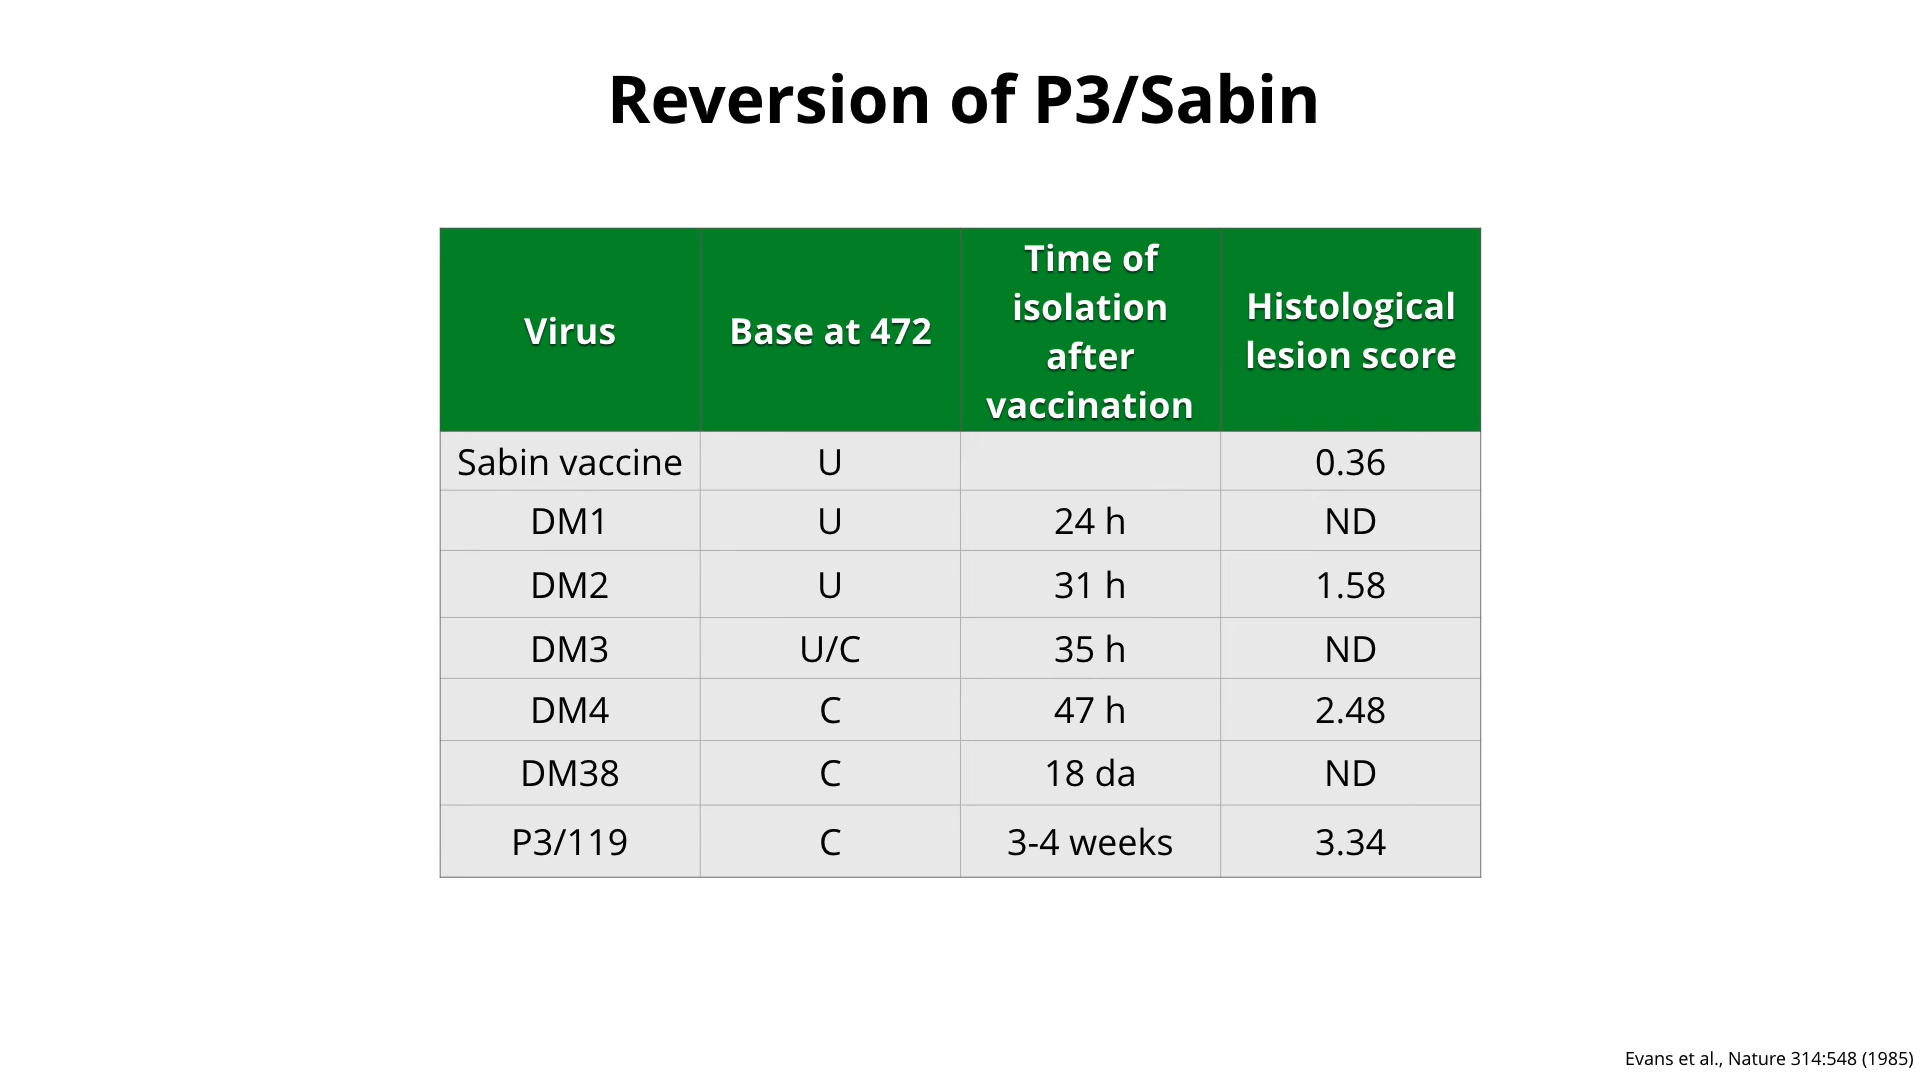 Reversion of P3/Sabin
Virus
Base at 472
Time of
isolation
after
vaccination
Histological
lesion score
Sabin vaccine U 0.36
DM1 U 24 h ND
DM2 U 31 h 1.58
DM3 U/C 35 h ND
DM4 C 47 h 2.48
DM38 C 18 da ND
P3/119 C 3-4 weeks 3.34
Evans et al., Nature 314:548 (1985)